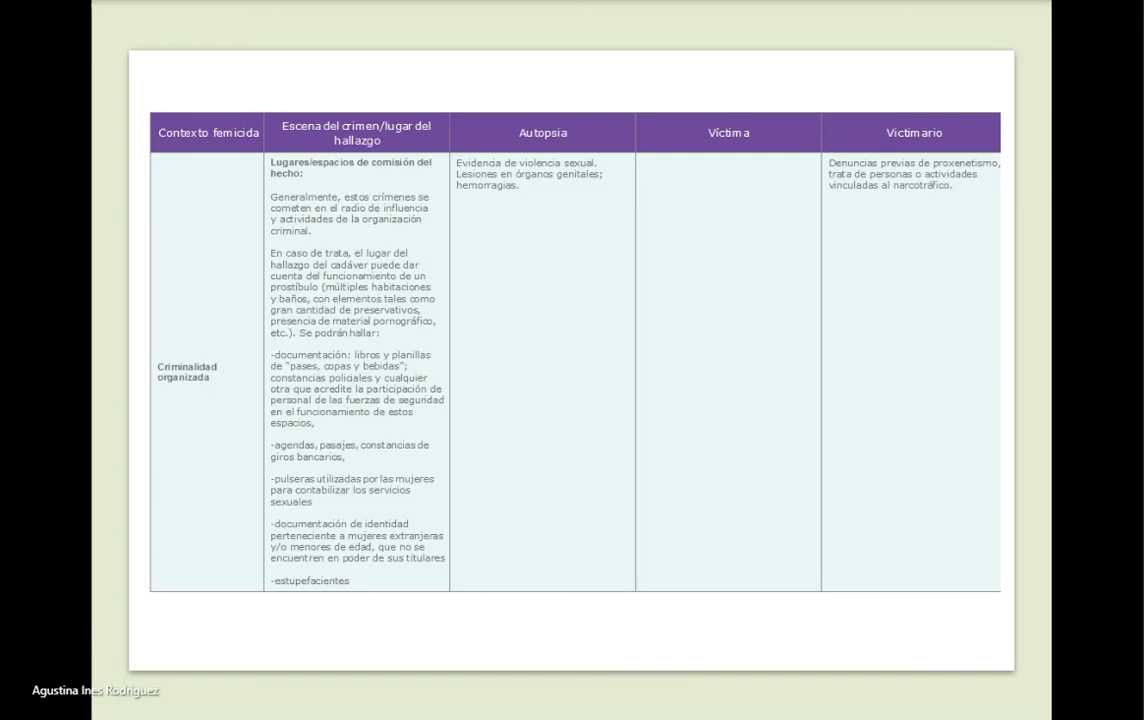 Contexto femicida
Escena del crimen/lugar del
hallazgo
Autopsia
Víctima
Victimario
Criminalidad
organizada
Lugares/espacios de comisión del
hecho:
Generalmente, estos crímenes se
cometen en el radio de influencia
y actividades de la organización
criminal.
En caso de trata, el lugar del
hallazgo del cadáver puede dar
cuenta del funcionamiento de un
prostíbulo (múltiples habitaciones
y baños, con elementos tales como
gran cantidad de preservativos,
presencia de material pornográfico,
etc.). Se podrán hallar:
-documentación: libros y planillas
de “pases, copas y bebidas”;
constancias policiales y cualquier
otra que acredite la participación de
personal de las fuerzas de seguridad
en el funcionamiento de estos
espacios,
-agendas, pasajes, constancias de
giros bancarios,
-pulseras utilizadas por las mujeres
para contabilizar los servicios
sexuales
-documentación de identidad
perteneciente a mujeres extranjeras
y/o menores de edad, que no se
encuentren en poder de sus titulares
-estupefacientes
Evidencia de violencia sexual.
Lesiones en órganos genitales;
hemorragias.
Denuncias previas de proxenetismo,
trata de personas o actividades
vinculadas al narcotráfico.
Agustina Ines Rodriguez